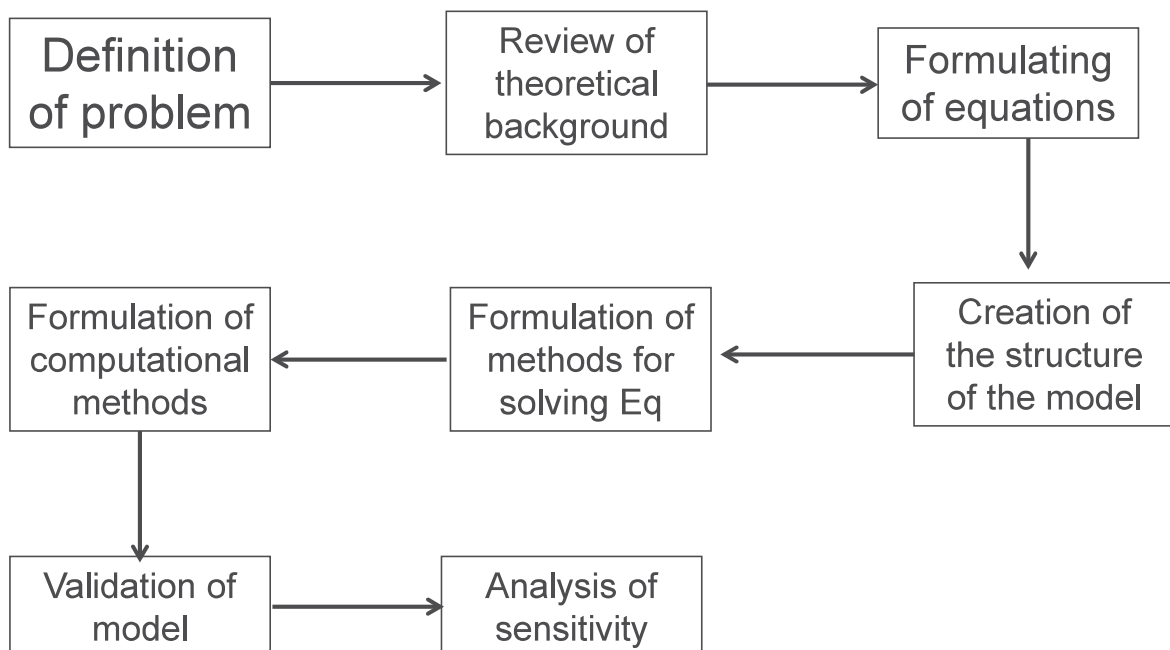 Definition
of problem
Review of
theoretical
background
Formulating
of equations
Creation of
the structure
of the model
Formulation of
methods for
solving Eq
Formulation of
computational
methods
Validation of
model
Analysis of
sensitivity